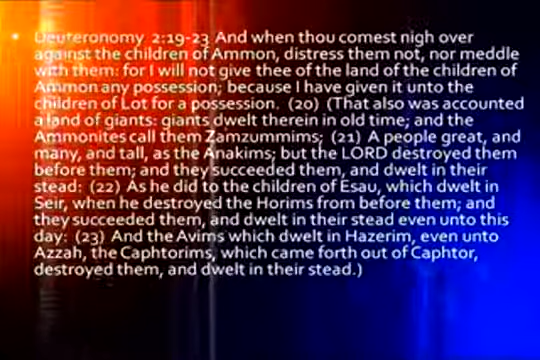 • Deuteronomy 2:19-23 And when thou comest nigh over
against the children of Ammon, distress them not, nor meddle
with them: for I will not give thee of the land of the children of
Ammon any possession; because I have given it unto the
children of Lot for a possession. (20) (That also was accounted
a land of giants: giants dwelt therein in old time; and the
Ammonites call them Zamzummims; (21) A people great, and
many, and tall, as the Anakims; but the LORD destroyed them
before them; and they succeeded them, and dwelt in their
stead: (22) As he did to the children of Esau, which dwelt in
Seir, when he destroyed the Horims from before them; and
they succeeded them, and dwelt in their stead even unto this
day: (23) And the Avims which dwelt in Hazerim, even unto
Azzah, the Caphtorims, which came forth out of Caphtor,
destroyed them, and dwelt in their stead.)